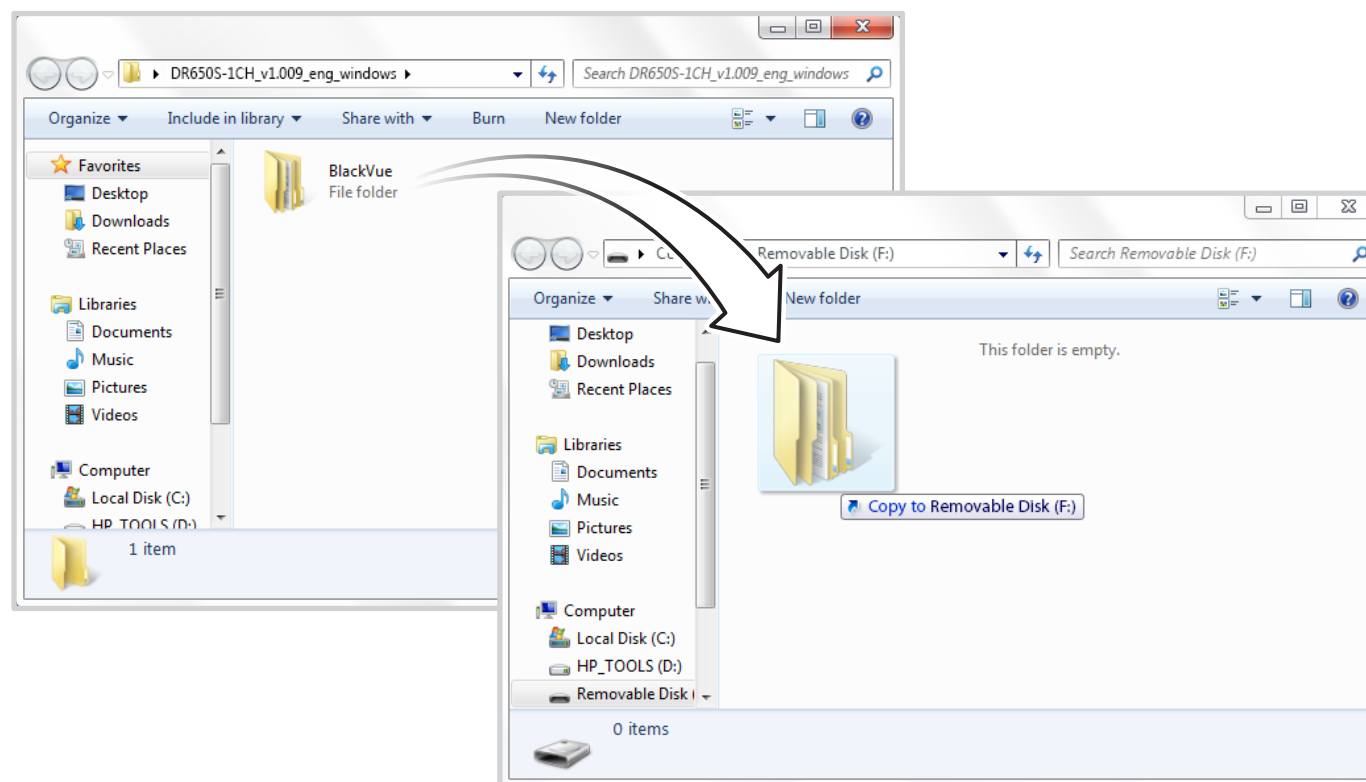 DR650S-1CH_v1.009_eng_windows
Search DR650S-1CH_v1.009_eng_windows
Organize Include in library Share with Burn New folder
Favorites
Desktop
Downloads
Recent Places
Libraries
Documents
Music
Pictures
Videos
Computer
Local Disk (C:)
HP_TOOLS (D:)
BlackVue
File folder
1 item
Removable Disk (F:)
Search Removable Disk (F:)
Organize Share New folder
Desktop
Downloads
Recent Places
Libraries
Documents
Music
Pictures
Videos
Computer
Local Disk (C:)
HP_TOOLS (D:)
Removable Disk (
This folder is empty.
Copy to Removable Disk (F:)
0 items